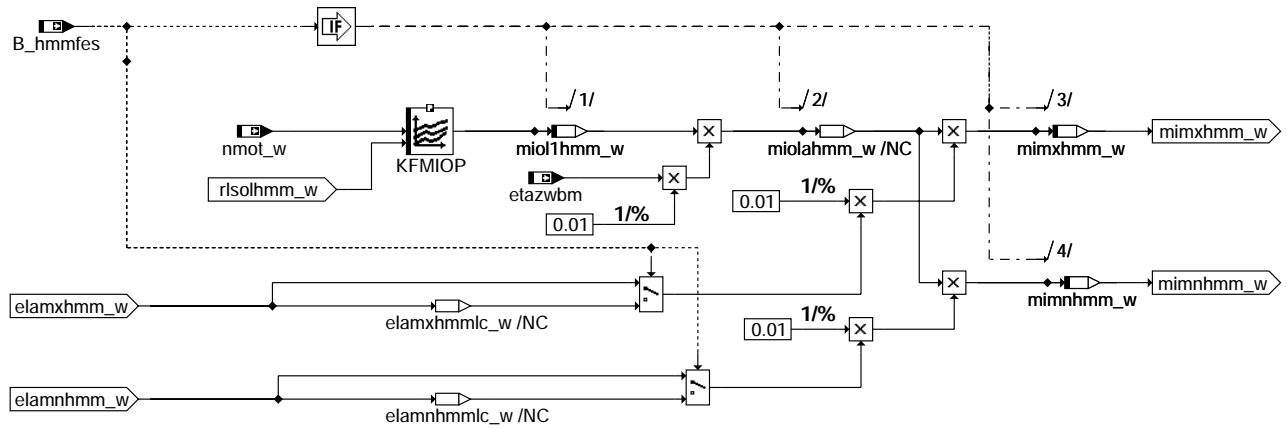 B_hmmfes
IF
1/
2/
3/
nmot_w
KFMIOP
miol1hmm_w
miolahmm_w /NC
mimxhmm_w
mimxhmm_w
rlsolhmm_w
etazwbm
0.01
1/%
0.01
1/%
4/
elamxhmm_w
elamxhmmlc_w /NC
mimnhmm_w
mimnhmm_w
0.01
1/%
elamnhmm_w
elamnhmmlc_w /NC